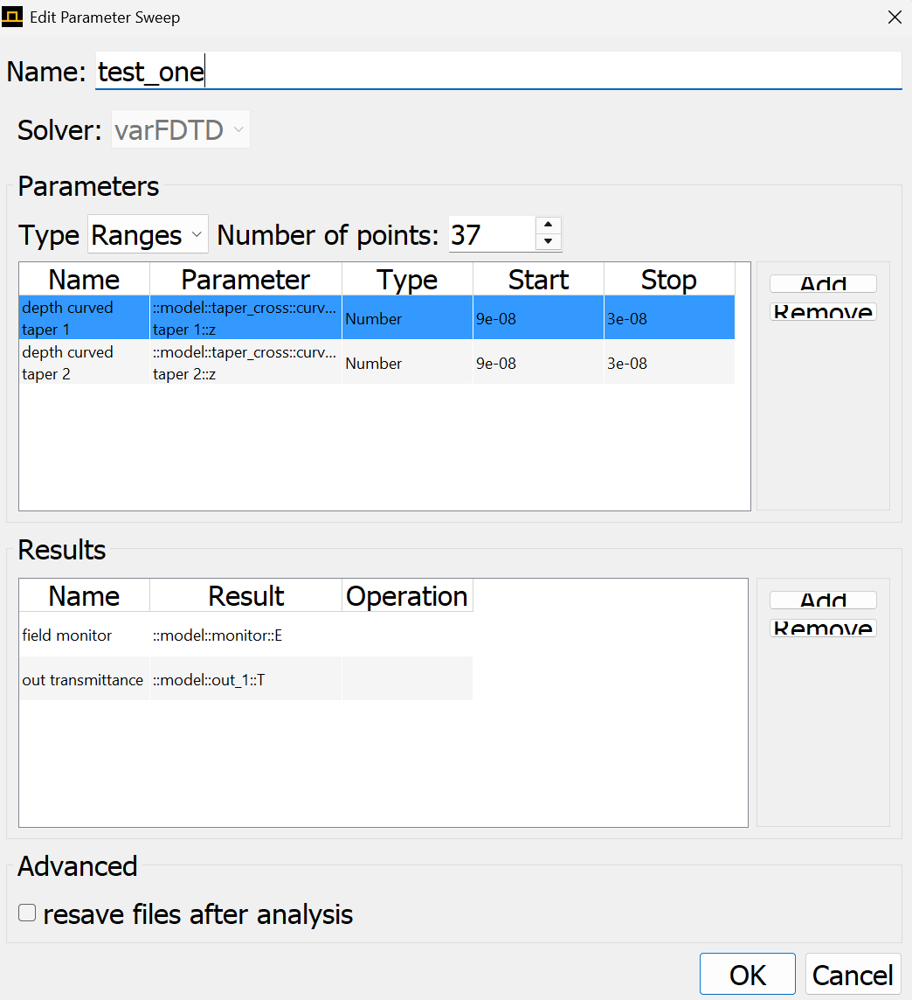 Edit Parameter Sweep
Name: test_one
Solver: varFDTD
Parameters
Type Ranges Number of points: 37
Name Parameter Type Start Stop
depth curved taper 1 ::model::taper_cross::curv... taper 1::z Number 9e-08 3e-08
depth curved taper 2 ::model::taper_cross::curv... taper 2::z Number 9e-08 3e-08
Add
Remove
Results
Name Result Operation
field monitor ::model::monitor::E
out transmittance ::model::out_1::T
Add
Remove
Advanced
resave files after analysis
OK Cancel